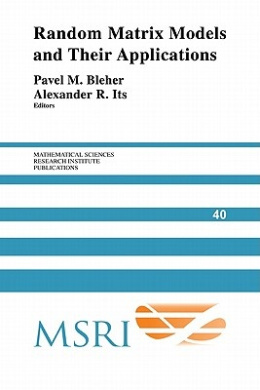 Random Matrix Models
and Their Applications
Pavel M. Bleher
Alexander R. Its
Editors
MATHEMATICAL SCIENCES
RESEARCH INSTITUTE
PUBLICATIONS
40
MSRI